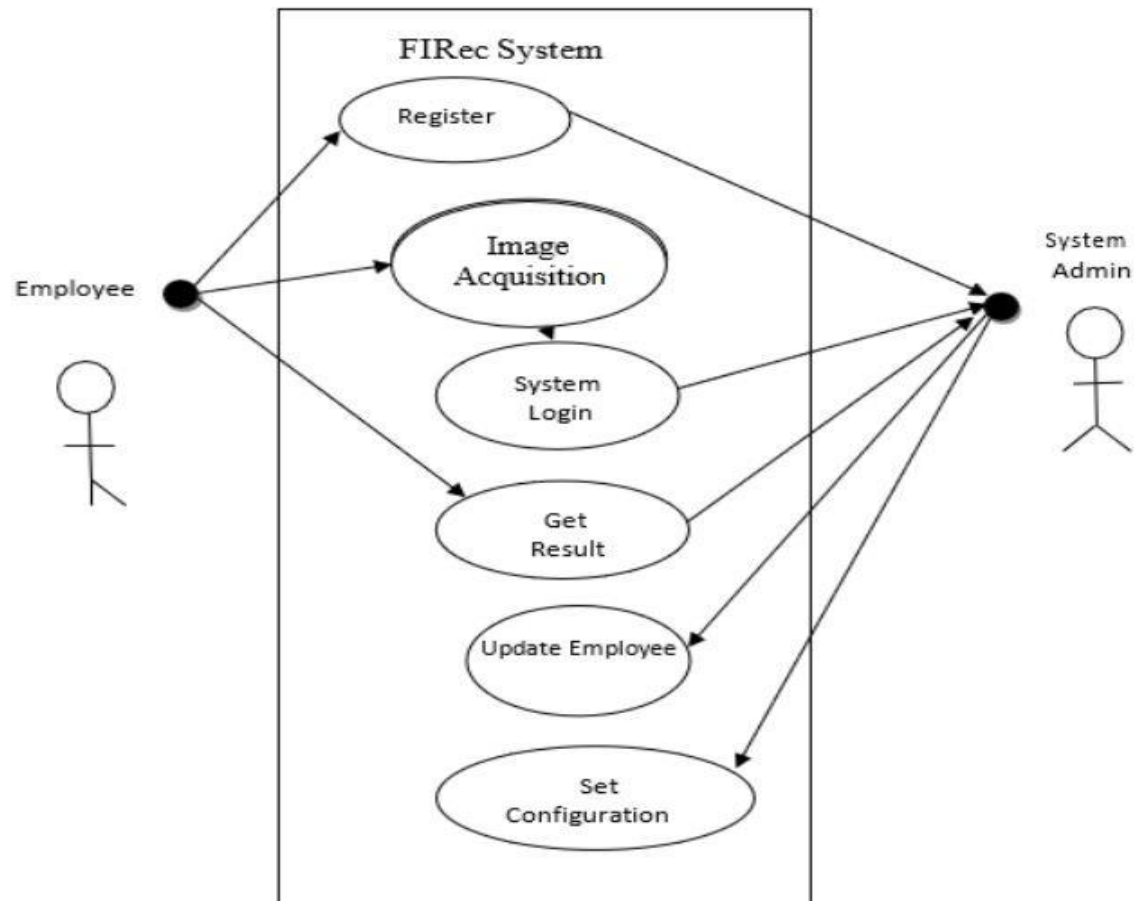 FIRec System
Register
Image
Acquisition
Employee
System
Admin
System
Login
Get
Result
Update Employee
Set
Configuration